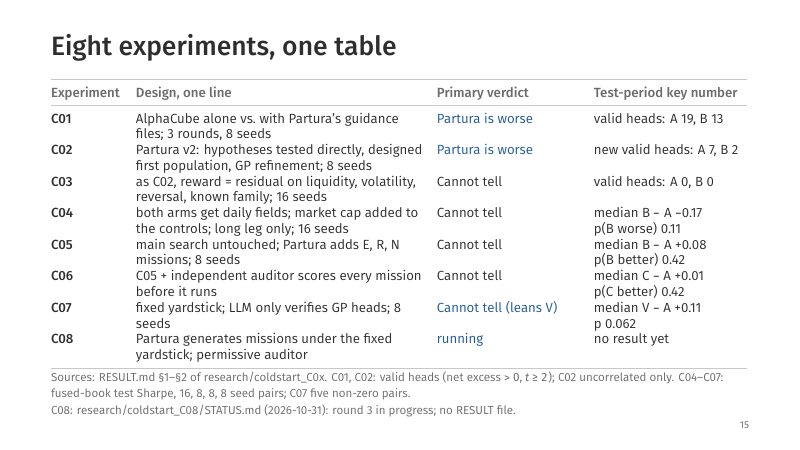 Eight experiments, one table
Experiment Design, one line Primary verdict Test-period key number
C01 AlphaCube alone vs. with Partura’s guidance Partura is worse valid heads: A 19, B 13
files; 3 rounds, 8 seeds
C02 Partura v2: hypotheses tested directly, designed Partura is worse new valid heads: A 7, B 2
first population, GP refinement; 8 seeds
C03 as C02, reward = residual on liquidity, volatility, Cannot tell valid heads: A 0, B 0
reversal, known family; 16 seeds
C04 both arms get daily fields; market cap added to Cannot tell median B – A −0.17
the controls; long leg only; 16 seeds p(B worse) 0.11
C05 main search untouched; Partura adds E, R, N Cannot tell median B – A +0.08
missions; 8 seeds p(B better) 0.42
C06 C05 + independent auditor scores every mission Cannot tell median C – A +0.01
before it runs p(C better) 0.42
C07 fixed yardstick; LLM only verifies GP heads; 8 Cannot tell (leans V) median V – A +0.11
seeds p 0.062
C08 Partura generates missions under the fixed running no result yet
yardstick; permissive auditor
Sources: RESULT.md §1–§2 of research/coldstart_C0x. C01, C02: valid heads (net excess > 0, t ≥ 2); C02 uncorrelated only. C04–C07:
fused-book test Sharpe, 16, 8, 8, 8 seed pairs; C07 five non-zero pairs.
C08: research/coldstart_C08/STATUS.md (2026-10-31): round 3 in progress; no RESULT file.
15